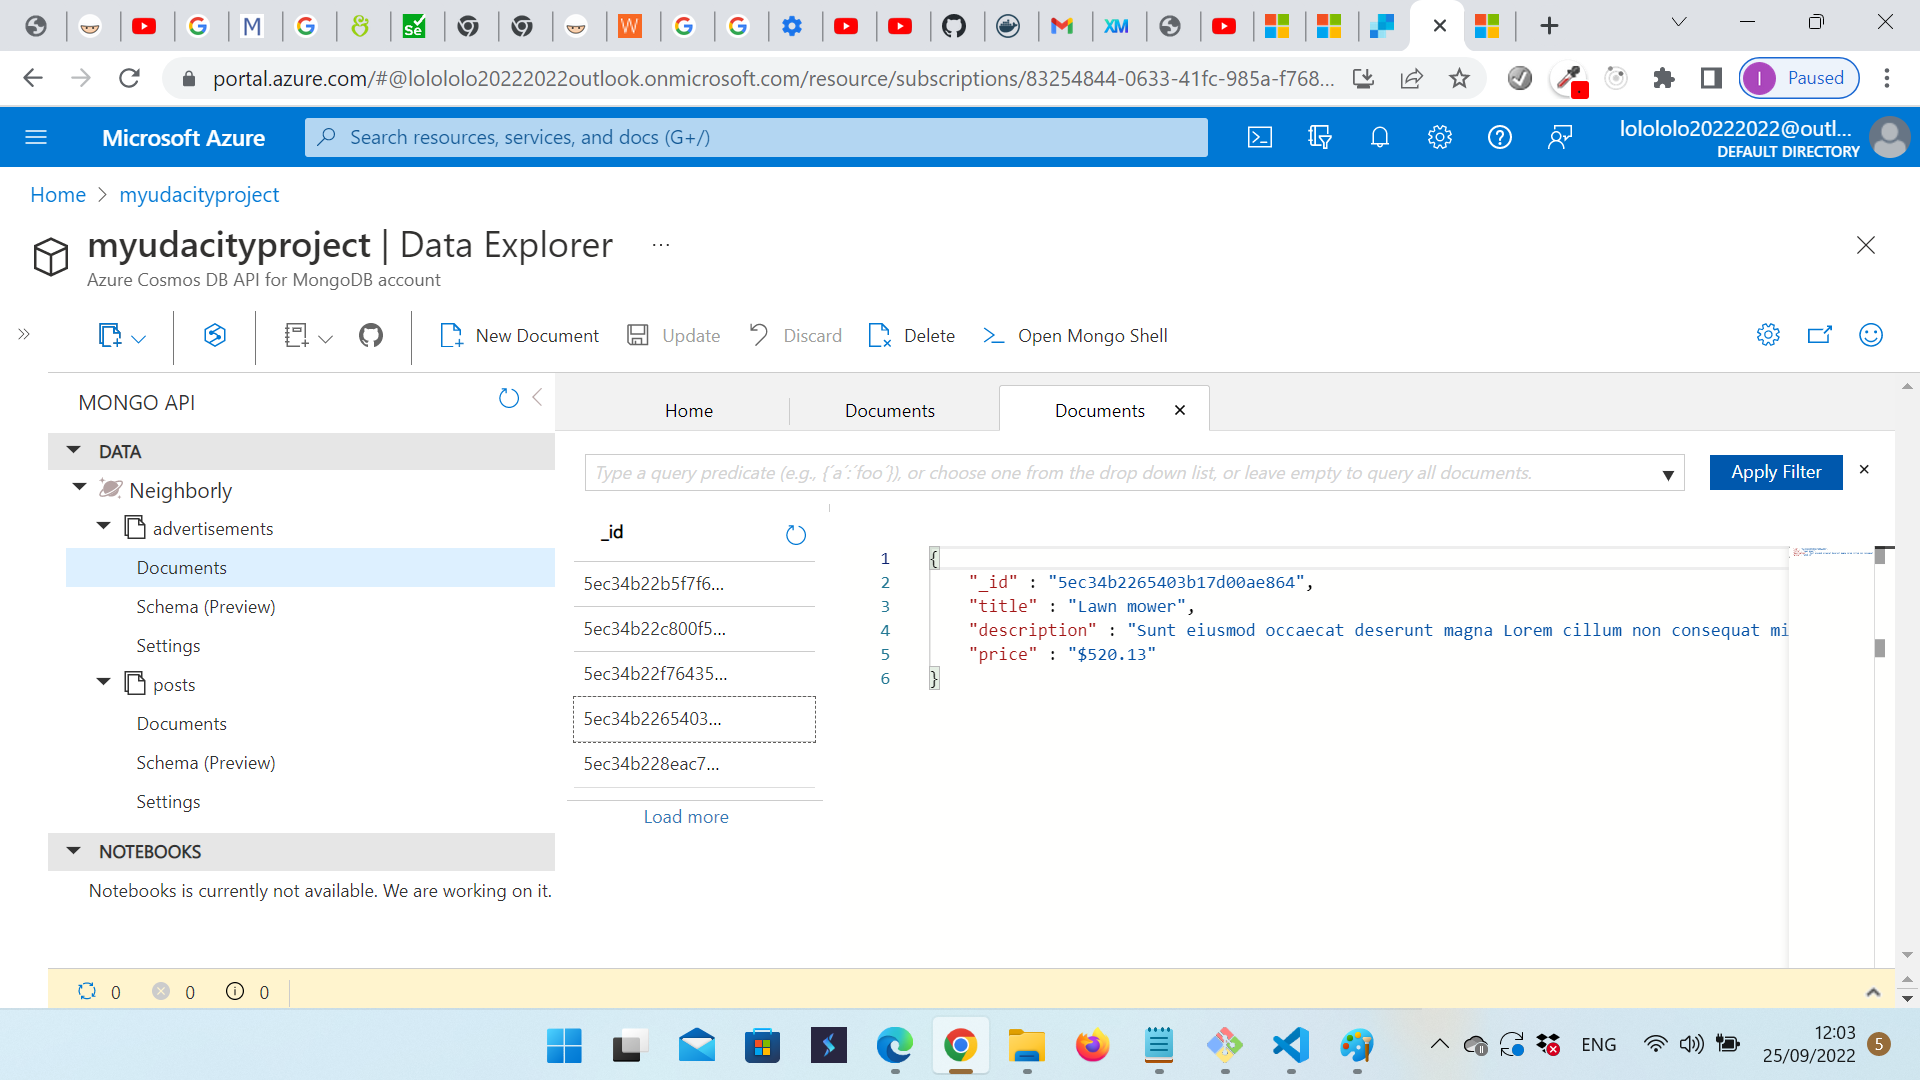 portal.azure.com/#@lolololo20222022outlook.onmicrosoft.com/resource/subscriptions/83254844-0633-41fc-985a-f768...
I Paused
Microsoft Azure
Search resources, services, and docs (G+/)
lolololo20222022@outl...
DEFAULT DIRECTORY
Home > myudacityproject
myudacityproject | Data Explorer ...
Azure Cosmos DB API for MongoDB account
New Document Update Discard Delete Open Mongo Shell
MONGO API
Home Documents Documents
DATA
Type a query predicate (e.g., {´a´:´foo´}), or choose one from the drop down list, or leave empty to query all documents.
Apply Filter
Neighborly
advertisements
Documents
Schema (Preview)
Settings
posts
Documents
Schema (Preview)
Settings
NOTEBOOKS
Notebooks is currently not available. We are working on it.
_id
5ec34b22b5f7f6...
5ec34b22c800f5...
5ec34b22f76435...
5ec34b2265403...
5ec34b228eac7...
Load more
1 {
2 "_id" : "5ec34b2265403b17d00ae864",
3 "title" : "Lawn mower",
4 "description" : "Sunt eiusmod occaecat deserunt magna Lorem cillum non consequat mi
5 "price" : "$520.13"
6 }
0 0 0
ENG
12:03
25/09/2022
5